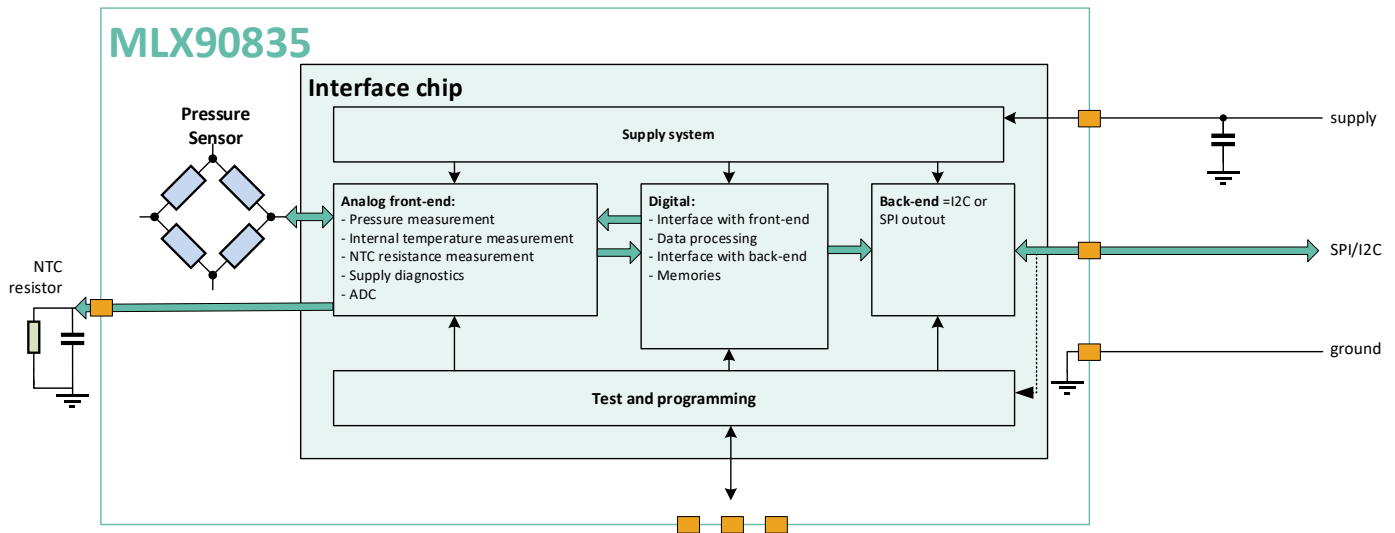 MLX90835
Interface chip
Pressure
Sensor
Supply system
supply
Analog front-end:
- Pressure measurement
- Internal temperature measurement
- NTC resistance measurement
- Supply diagnostics
- ADC
Digital:
- Interface with front-end
- Data processing
- Interface with back-end
- Memories
Back-end =I2C or
SPI outout
SPI/I2C
NTC
resistor
ground
Test and programming